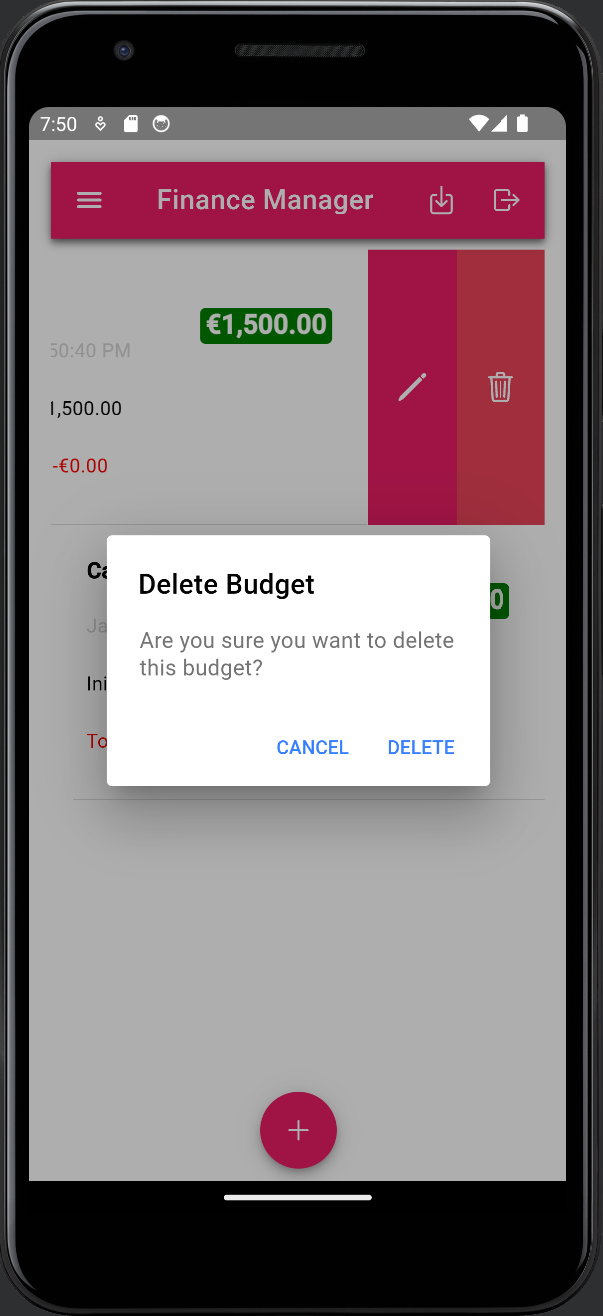 7:50
Finance Manager
€1,500.00
50:40 PM
1,500.00
-€0.00
Ca
0
Ja
Ini
To
Delete Budget
Are you sure you want to delete
this budget?
CANCEL
DELETE